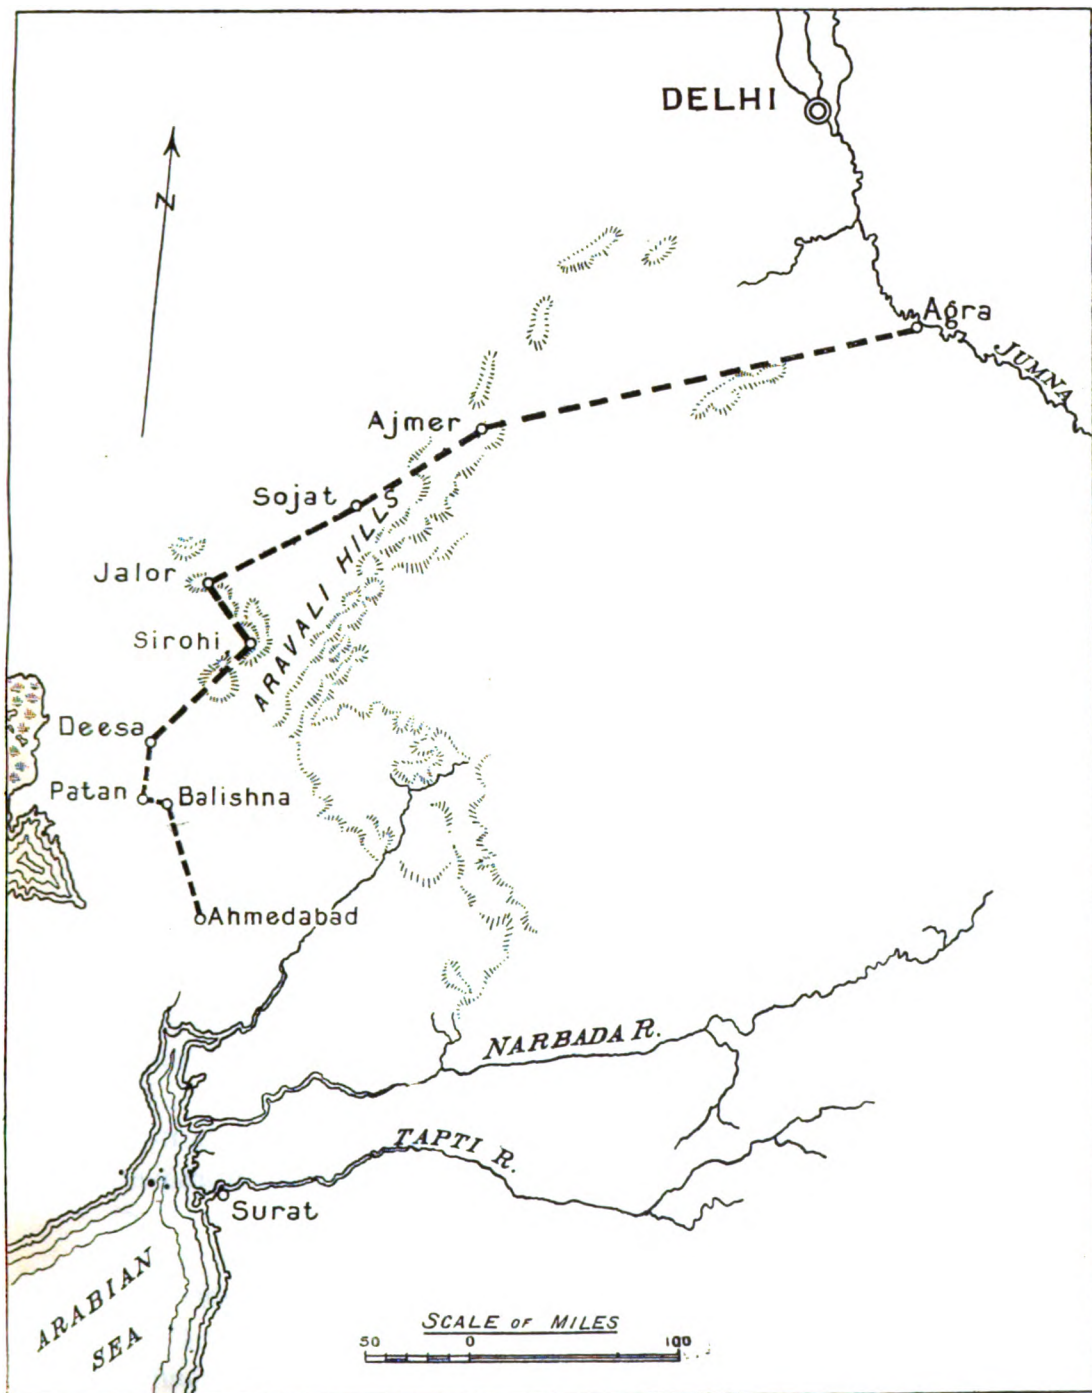 DELHI
N
Agra
JUMNA
Ajmer
Sojat
ARAVALI HILLS
Jalor
Sirohi
Deesa
Patan
Balishna
Ahmedabad
NARBADA R.
TAPTI R.
Surat
ARABIAN
SEA
SCALE OF MILES
50 0 100